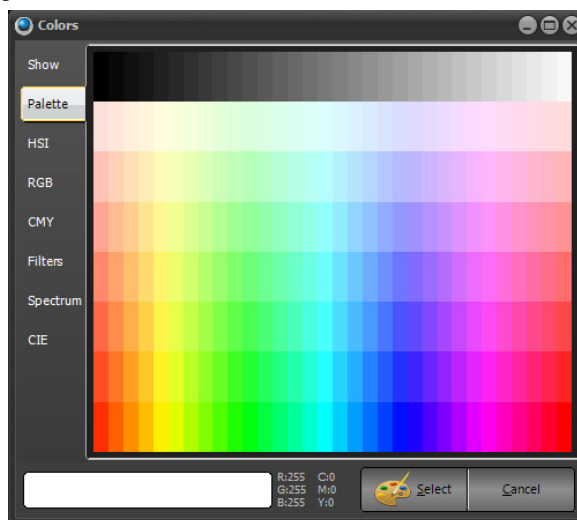 Colors
Show
Palette
HSI
RGB
CMY
Filters
Spectrum
CIE
R:255 C:0
G:255 M:0
B:255 Y:0
Select
Cancel